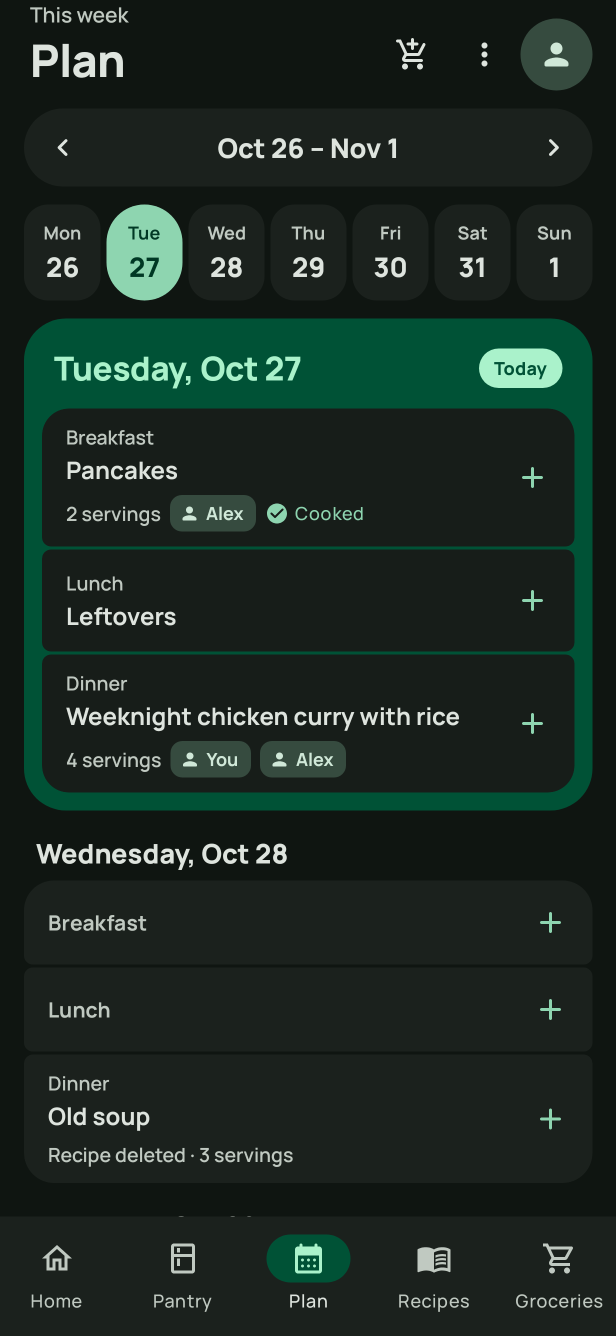 This week
Plan
Oct 26 – Nov 1
Mon Tue Wed Thu Fri Sat Sun
26 27 28 29 30 31 1
Tuesday, Oct 27 Today
Breakfast
Pancakes
2 servings Alex Cooked
Lunch
Leftovers
Dinner
Weeknight chicken curry with rice
4 servings You Alex
Wednesday, Oct 28
Breakfast
Lunch
Dinner
Old soup
Recipe deleted · 3 servings
Home Pantry Plan Recipes Groceries